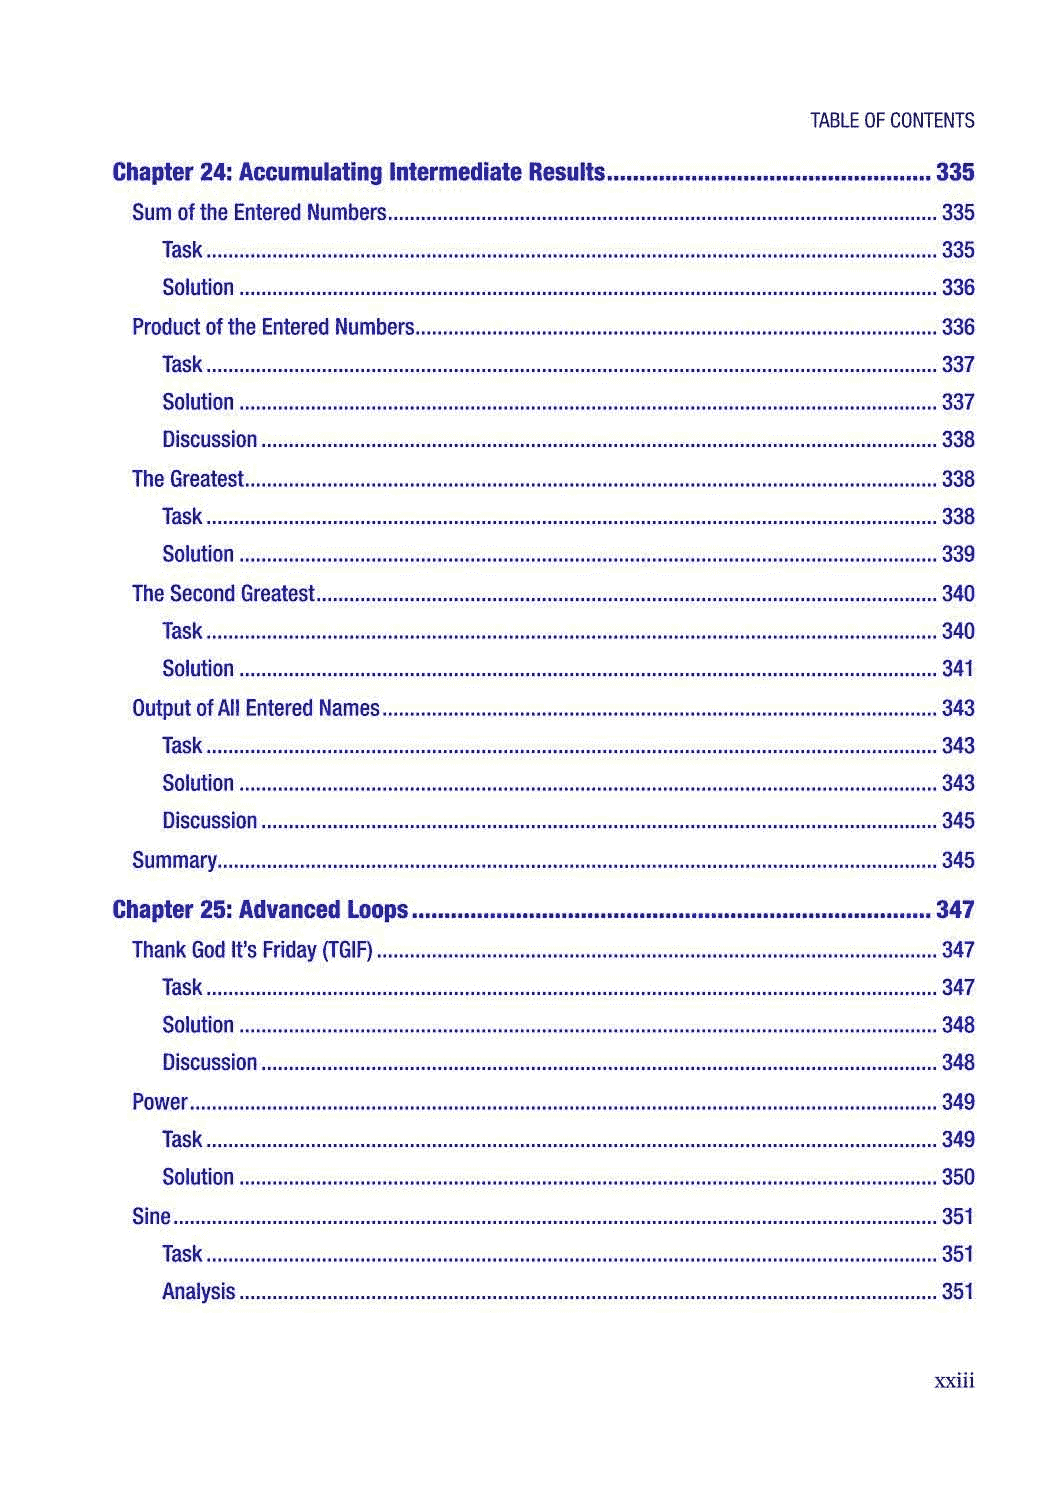 TABLE OF CONTENTS
Chapter 24: Accumulating Intermediate Results.................................................. 335
Sum of the Entered Numbers.................................................................................................... 335
Task ..................................................................................................................................... 335
Solution ............................................................................................................................... 336
Product of the Entered Numbers............................................................................................... 336
Task ..................................................................................................................................... 337
Solution ............................................................................................................................... 337
Discussion ........................................................................................................................... 338
The Greatest.............................................................................................................................. 338
Task ..................................................................................................................................... 338
Solution ............................................................................................................................... 339
The Second Greatest................................................................................................................. 340
Task ..................................................................................................................................... 340
Solution ............................................................................................................................... 341
Output of All Entered Names..................................................................................................... 343
Task ..................................................................................................................................... 343
Solution ............................................................................................................................... 343
Discussion ........................................................................................................................... 345
Summary................................................................................................................................... 345
Chapter 25: Advanced Loops................................................................................ 347
Thank God It’s Friday (TGIF) ...................................................................................................... 347
Task ..................................................................................................................................... 347
Solution ............................................................................................................................... 348
Discussion ........................................................................................................................... 348
Power........................................................................................................................................ 349
Task ..................................................................................................................................... 349
Solution ............................................................................................................................... 350
Sine........................................................................................................................................... 351
Task ..................................................................................................................................... 351
Analysis ............................................................................................................................... 351
xxiii